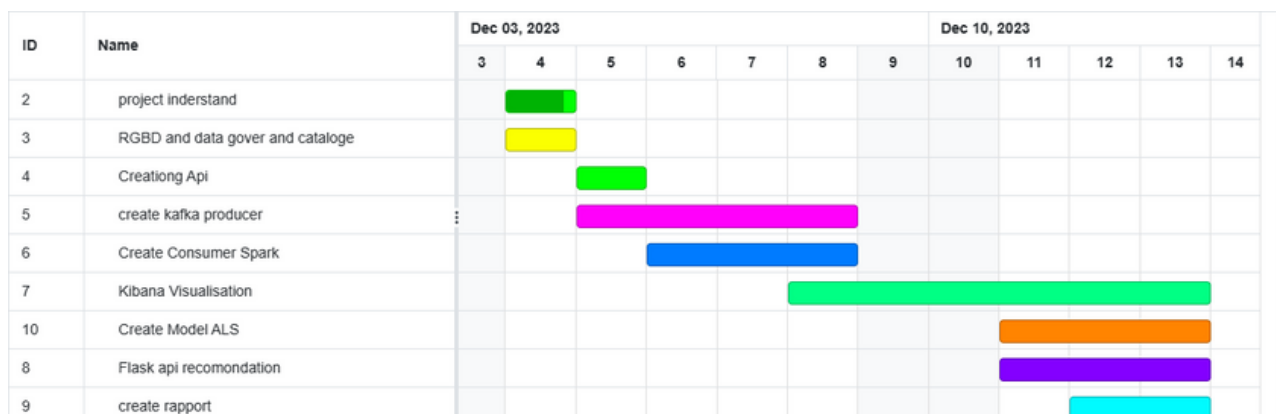 ID Name Dec 03, 2023 Dec 10, 2023
3 4 5 6 7 8 9 10 11 12 13 14
2 project inderstand
3 RGBD and data gover and cataloge
4 Creationg Api
5 create kafka producer
6 Create Consumer Spark
7 Kibana Visualisation
10 Create Model ALS
8 Flask api recomondation
9 create rapport